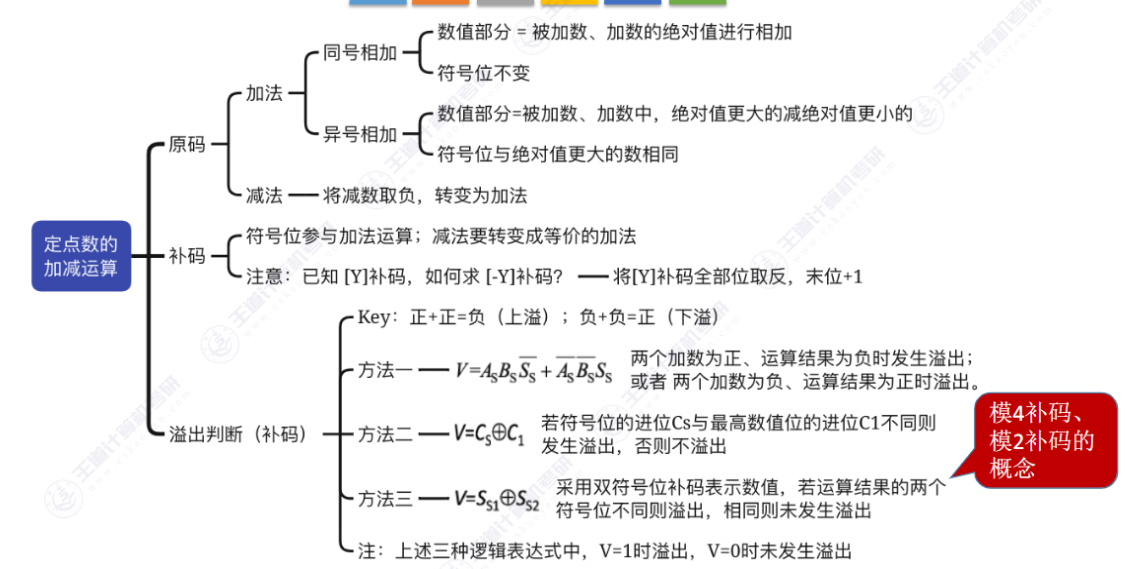 数值部分 = 被加数、加数的绝对值进行相加
同号相加
符号位不变
加法
数值部分=被加数、加数中，绝对值更大的减绝对值更小的
异号相加
符号位与绝对值更大的数相同
原码
减法
将减数取负，转变为加法
定点数的
加减运算
符号位参与加法运算；减法要转变成等价的加法
补码
注意：已知 [Y]补码，如何求 [-Y]补码？
将[Y]补码全部位取反，末位+1
Key：正+正=负（上溢）；负+负=正（下溢）
方法一
V=A_S B_S \overline{S_S} + \overline{A_S} \overline{B_S} S_S
两个加数为正、运算结果为负时发生溢出；
或者 两个加数为负、运算结果为正时溢出。
溢出判断（补码）
方法二
V=C_S⊕C_1
若符号位的进位Cs与最高数值位的进位C1不同则
发生溢出，否则不溢出
模4补码、
模2补码的
概念
方法三
V=S_S1⊕S_S2
采用双符号位补码表示数值，若运算结果的两个
符号位不同则溢出，相同则未发生溢出
注：上述三种逻辑表达式中，V=1时溢出，V=0时未发生溢出
王道计算机考研